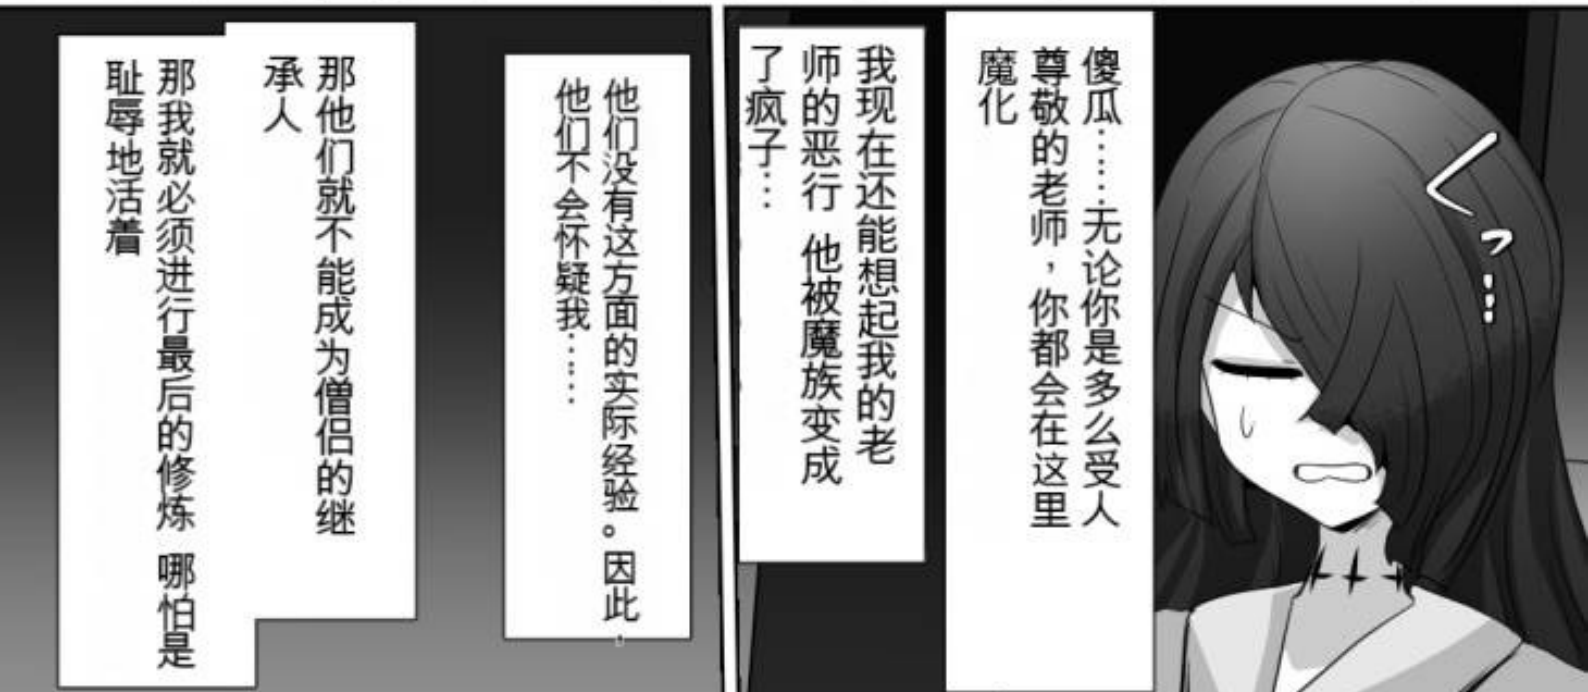 傻瓜……无论你是多么受人
尊敬的老师，你都会在这里
魔化
くっ…
我现在还能想起我的老
师的恶行 他被魔族变成
了疯子…
他们没有这方面的实际经验。因此，
他们不会怀疑我……
那他们就不能成为僧侣的继
承人
那我就必须进行最后的修炼 哪怕是
耻辱地活着